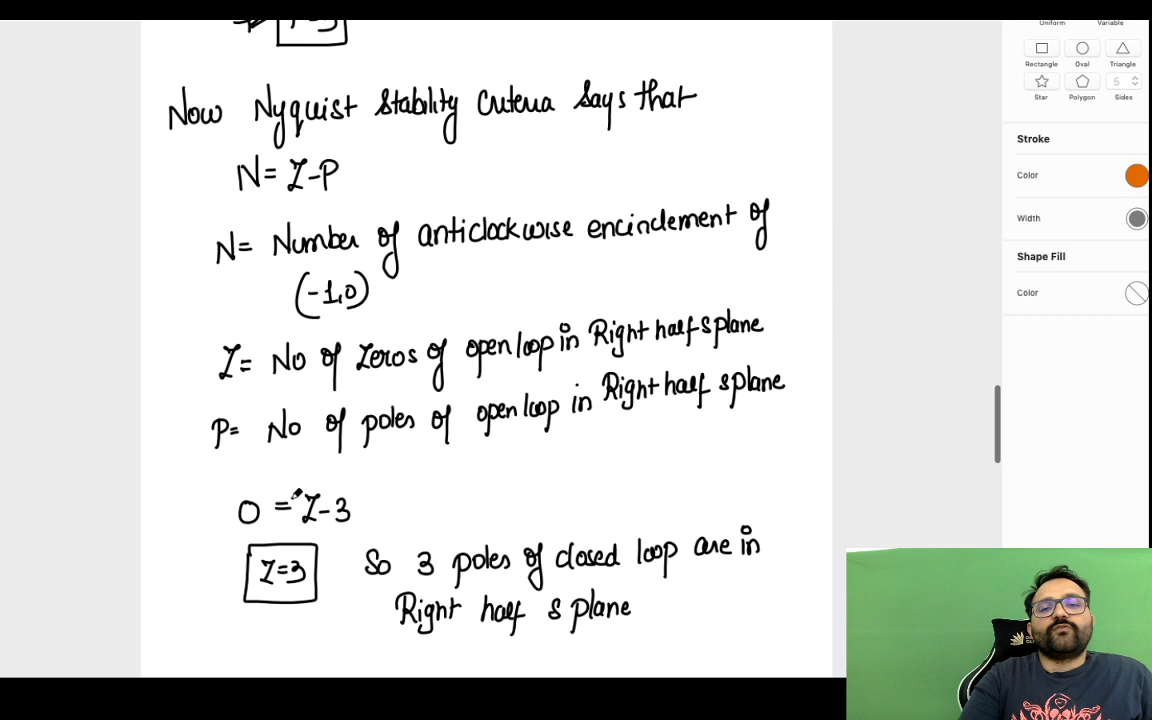 P=3
Now Nyquist Stability Criteria Says that
N= Z-P
N= Number of anticlockwise encirclement of
(-1,0)
Z= No of Zeros of open loop in Right half s plane
P= No of poles of open loop in Right half s plane
0 = Z-3
Z=3 So 3 poles of closed loop are in
Right half s plane
Uniform Variable
Rectangle Oval Triangle
5
Star Polygon Sides
Stroke
Color
Width
Shape Fill
Color